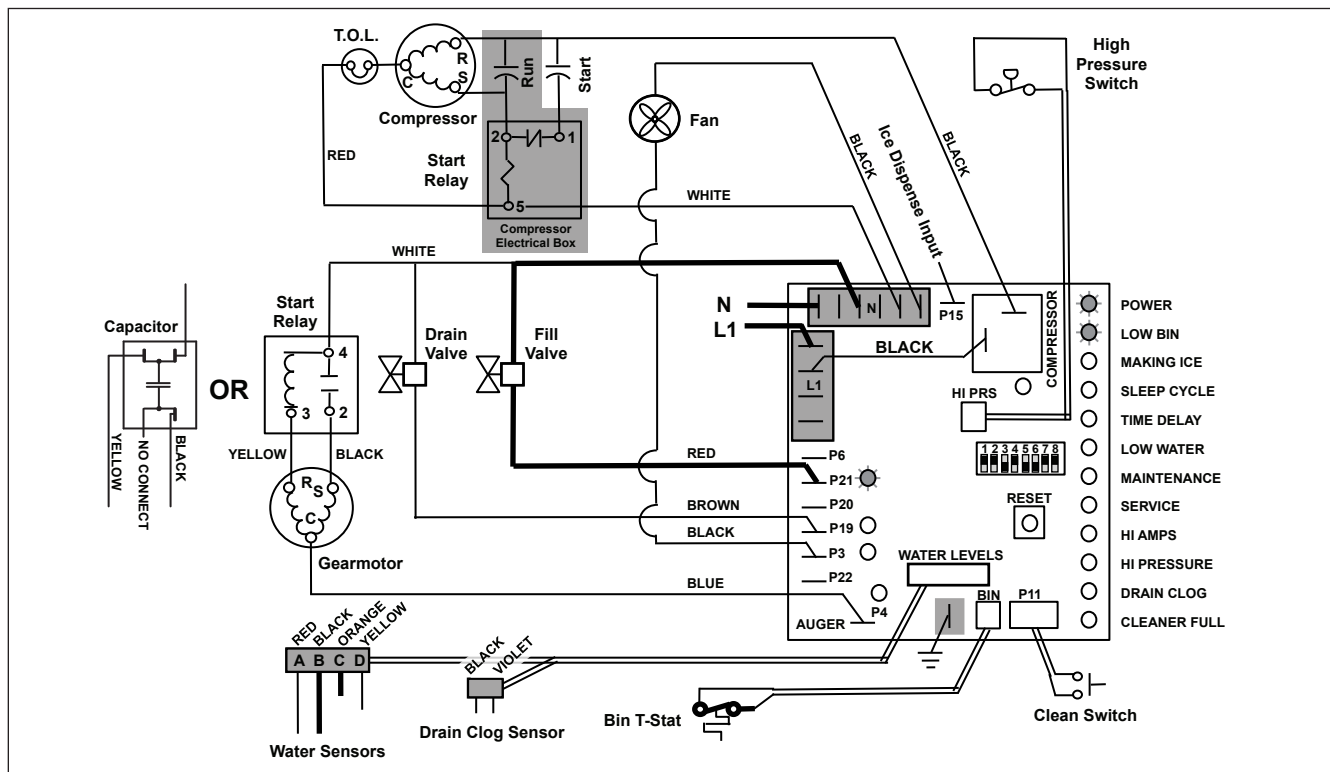 T.O.L.
R
S
C
Compressor
Run
Start
2
1
Start
Relay
5
Compressor
Electrical Box
RED
WHITE
Fan
BLACK
Ice Dispense Input
BLACK
High
Pressure
Switch
WHITE
Capacitor
YELLOW
NO CONNECT
BLACK
OR
Start
Relay
4
3
2
YELLOW
BLACK
R
S
C
Gearmotor
Drain
Valve
Fill
Valve
N
L1
N
P15
BLACK
L1
COMPRESSOR
HI PRS
1 2 3 4 5 6 7 8
RESET
RED
P6
P21
P20
BROWN
P19
BLACK
P3
P22
BLUE
P4
AUGER
WATER LEVELS
BIN
P11
POWER
LOW BIN
MAKING ICE
SLEEP CYCLE
TIME DELAY
LOW WATER
MAINTENANCE
SERVICE
HI AMPS
HI PRESSURE
DRAIN CLOG
CLEANER FULL
RED
BLACK
ORANGE
YELLOW
A B C D
Water Sensors
BLACK
VIOLET
Drain Clog Sensor
Bin T-Stat
Clean Switch